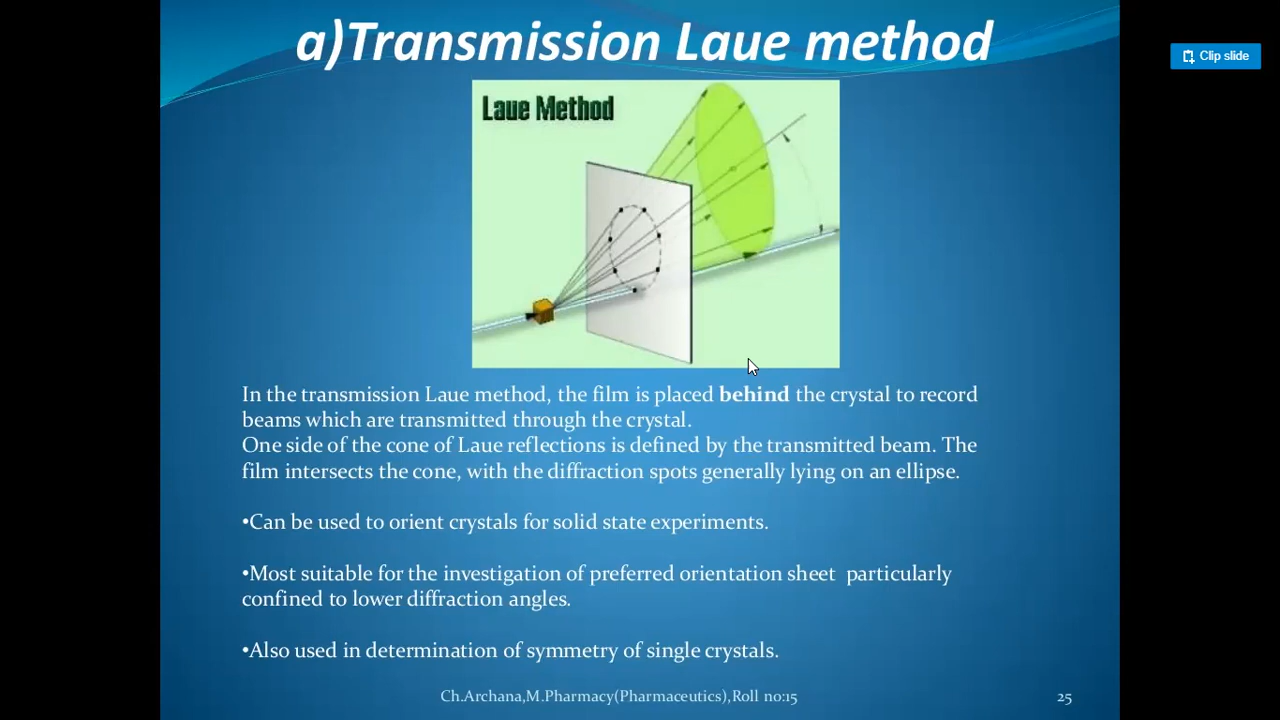 a)Transmission Laue method
Clip slide
Laue Method
In the transmission Laue method, the film is placed behind the crystal to record
beams which are transmitted through the crystal.
One side of the cone of Laue reflections is defined by the transmitted beam. The
film intersects the cone, with the diffraction spots generally lying on an ellipse.
•Can be used to orient crystals for solid state experiments.
•Most suitable for the investigation of preferred orientation sheet  particularly
confined to lower diffraction angles.
•Also used in determination of symmetry of single crystals.
Ch.Archana,M.Pharmacy(Pharmaceutics),Roll no:15
25